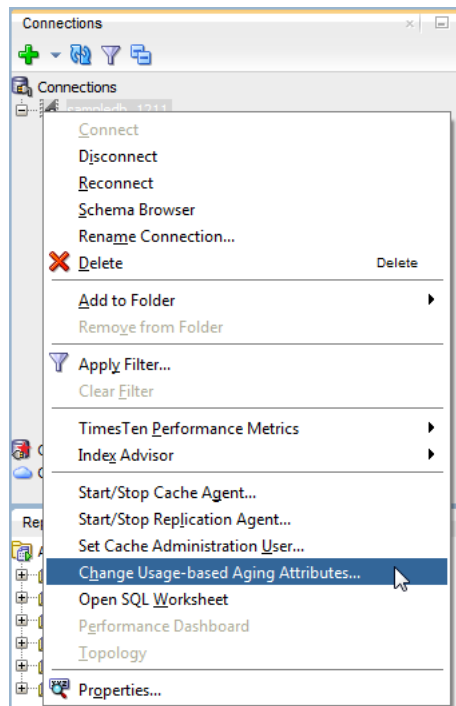 Connections
Connections
sampledb_1211
Connect
Disconnect
Reconnect
Schema Browser
Rename Connection...
Delete Delete
Add to Folder
Remove from Folder
Apply Filter...
Clear Filter
TimesTen Performance Metrics
Index Advisor
Start/Stop Cache Agent...
Start/Stop Replication Agent...
Set Cache Administration User...
Change Usage-based Aging Attributes...
Open SQL Worksheet
Performance Dashboard
Topology
Properties...